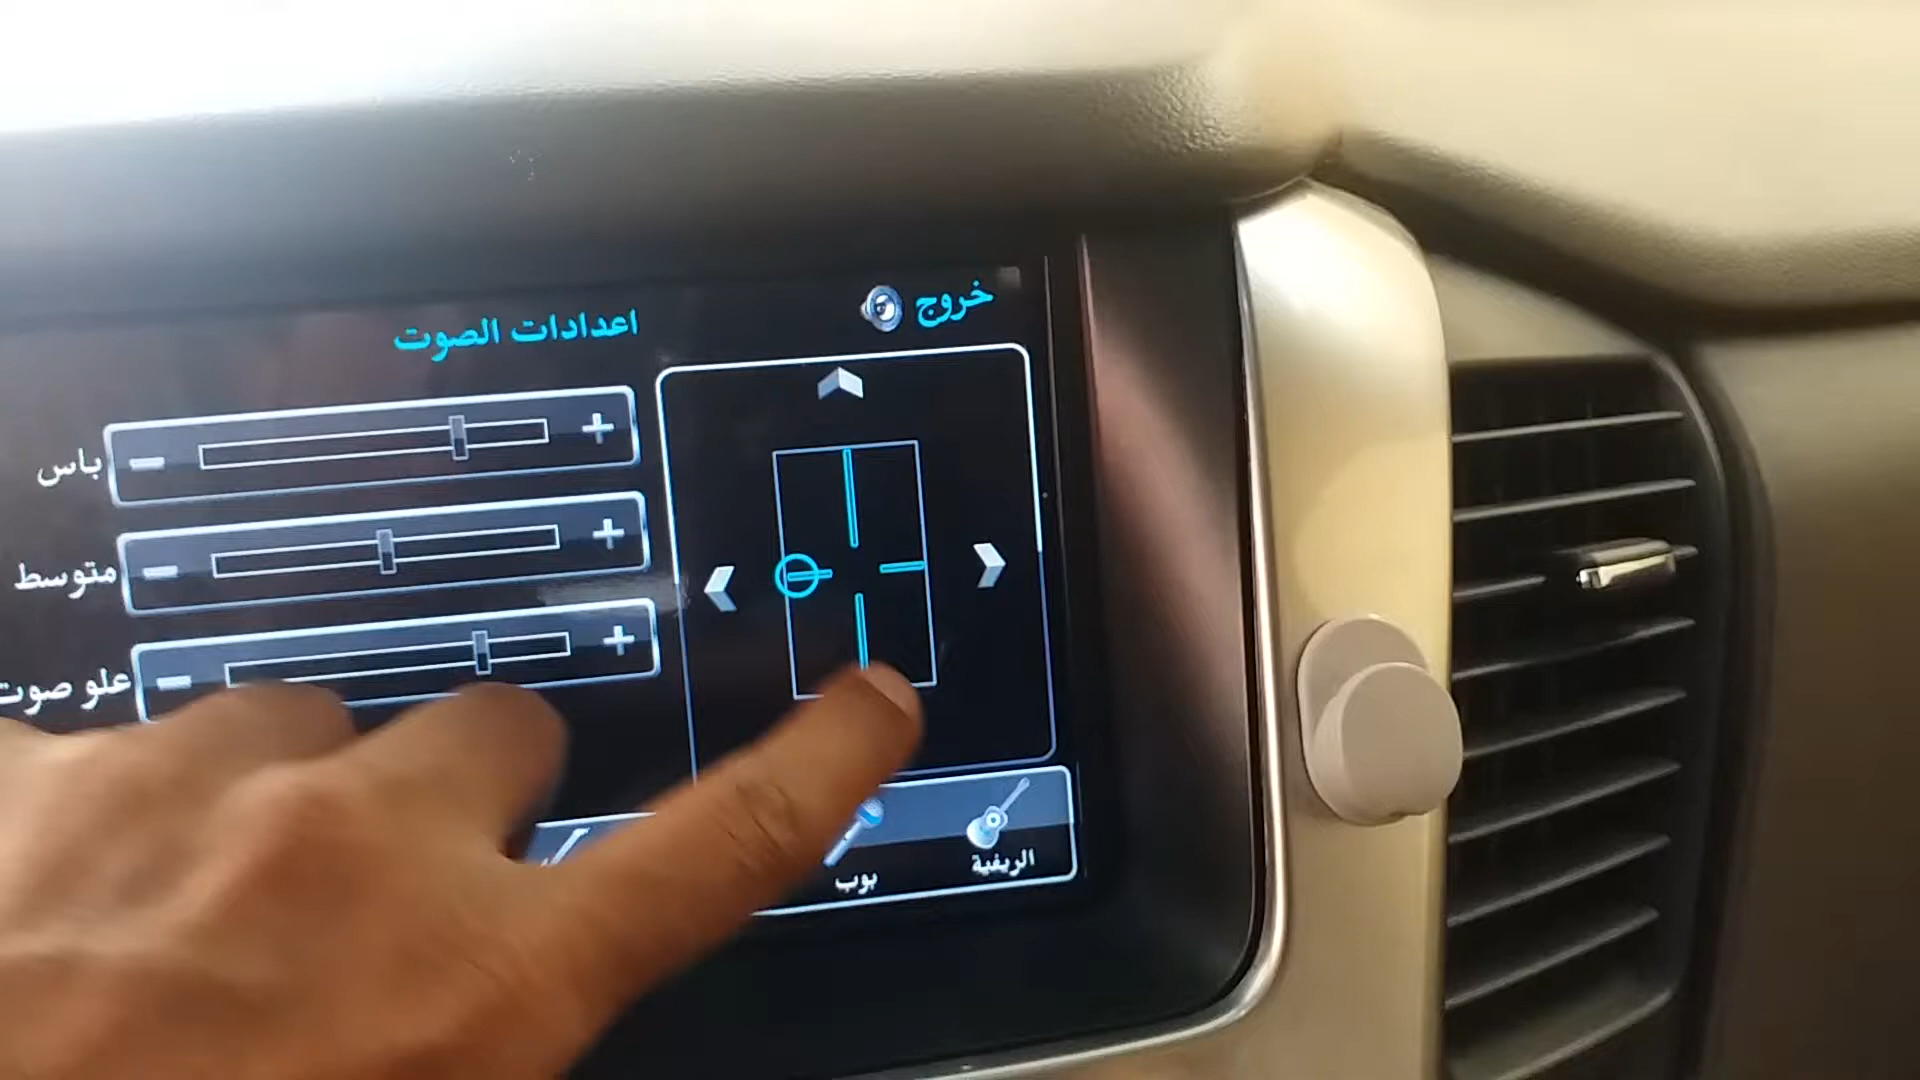 خروج
اعدادات الصوت
باس
متوسط
علو صوت
الريفية
بوب